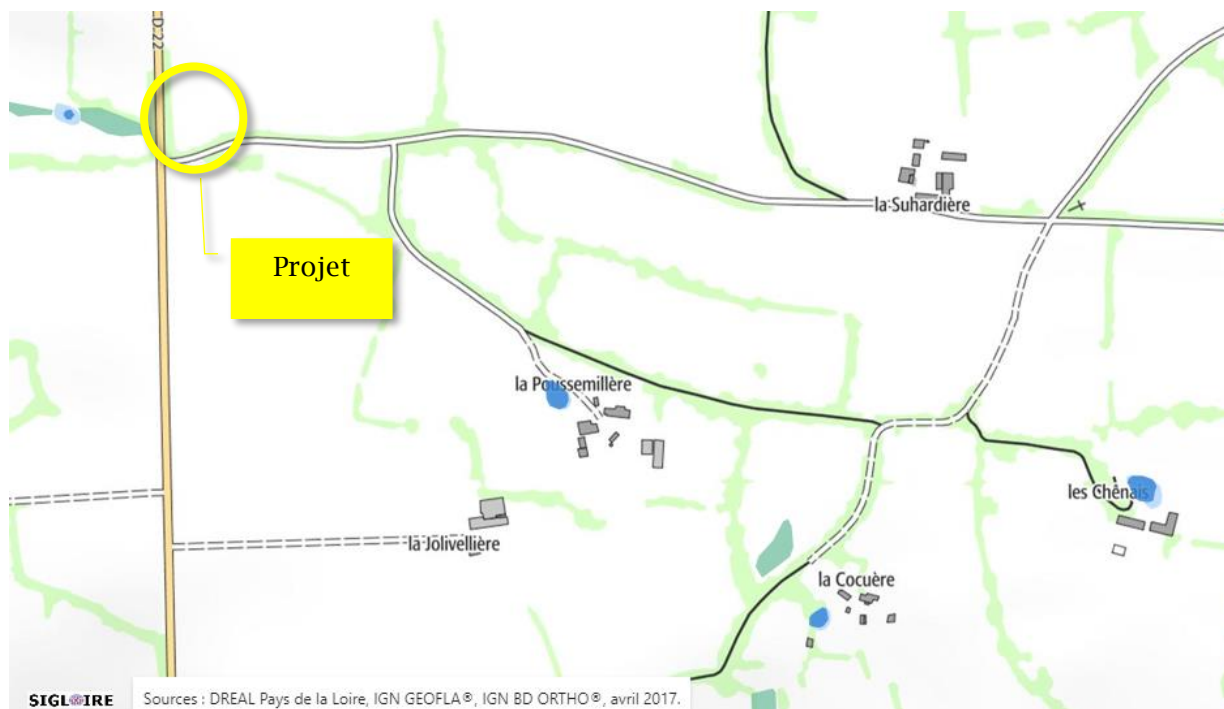 D 22
la Suhardière
Projet
la Poussemillère
les Chênais
la Jolivellière
la Cocuère
SIGLOIRE
Sources : DREAL Pays de la Loire, IGN GEOFLA®, IGN BD ORTHO®, avril 2017.